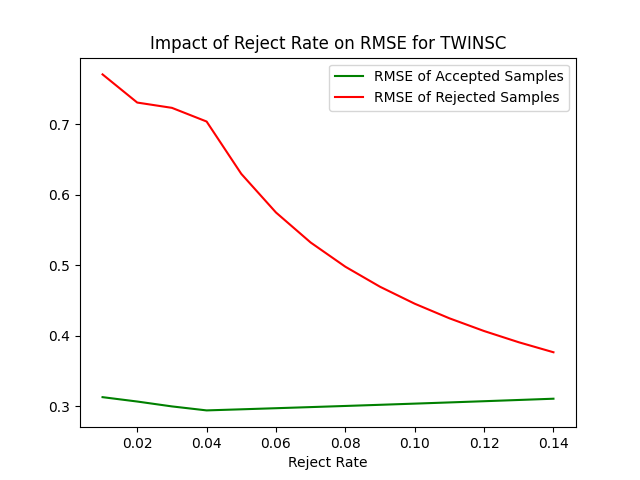 Impact of Reject Rate on RMSE for TWINSC
RMSE of Accepted Samples
RMSE of Rejected Samples
0.7
0.6
0.5
0.4
0.3
0.02 0.04 0.06 0.08 0.10 0.12 0.14
Reject Rate